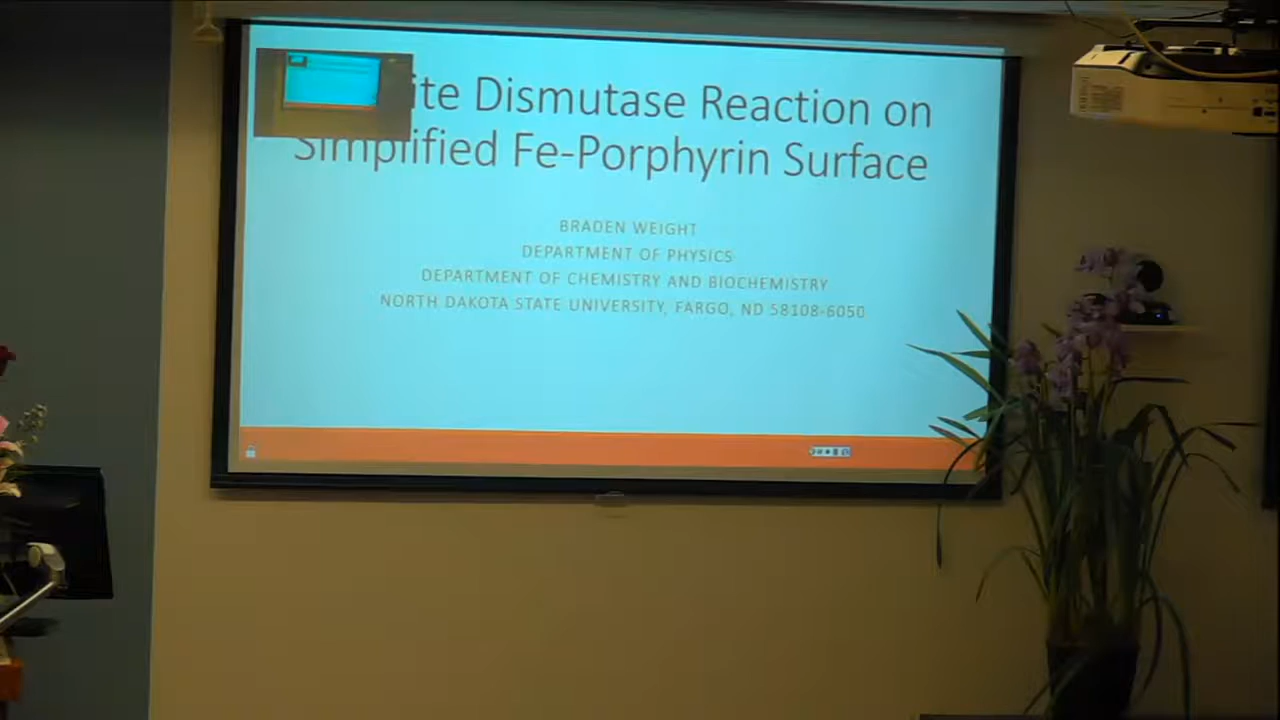 ite Dismutase Reaction on
Simplified Fe-Porphyrin Surface
BRADEN WEIGHT
DEPARTMENT OF PHYSICS
DEPARTMENT OF CHEMISTRY AND BIOCHEMISTRY
NORTH DAKOTA STATE UNIVERSITY, FARGO, ND 58108-6050